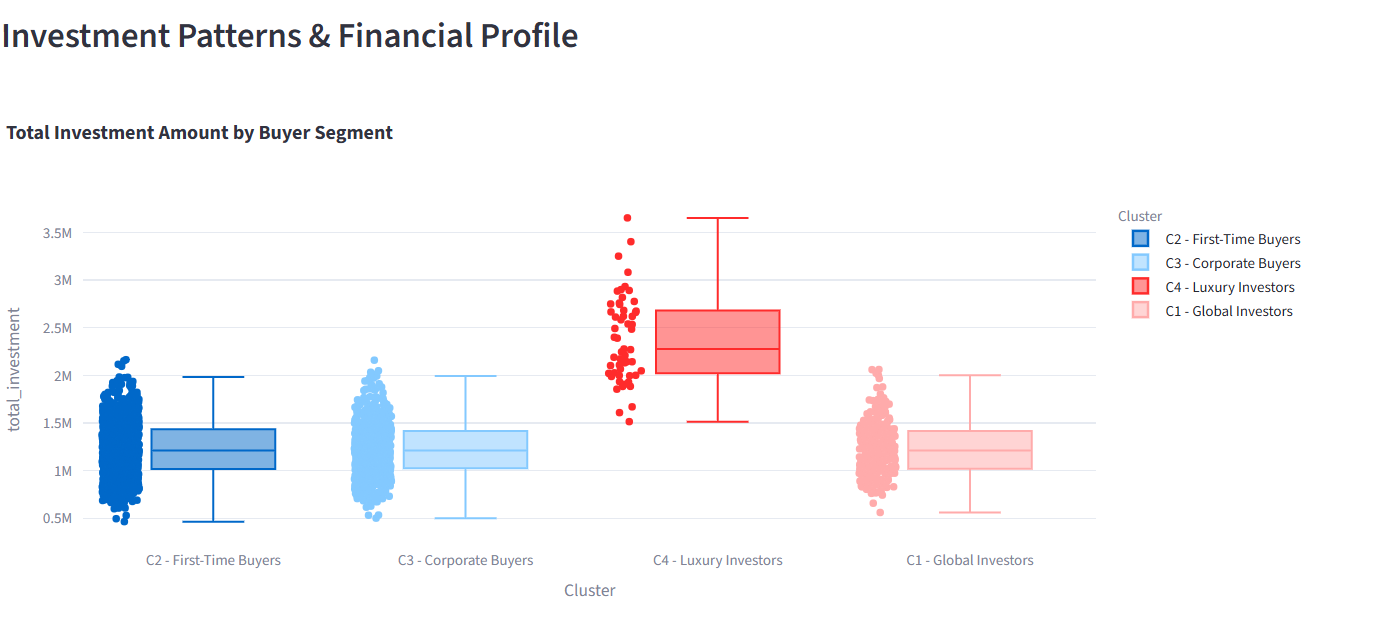 Investment Patterns & Financial Profile
Total Investment Amount by Buyer Segment
Cluster
C2 - First-Time Buyers
C3 - Corporate Buyers
C4 - Luxury Investors
C1 - Global Investors
total_investment
3.5M
3M
2.5M
2M
1.5M
1M
0.5M
C2 - First-Time Buyers
C3 - Corporate Buyers
C4 - Luxury Investors
C1 - Global Investors
Cluster